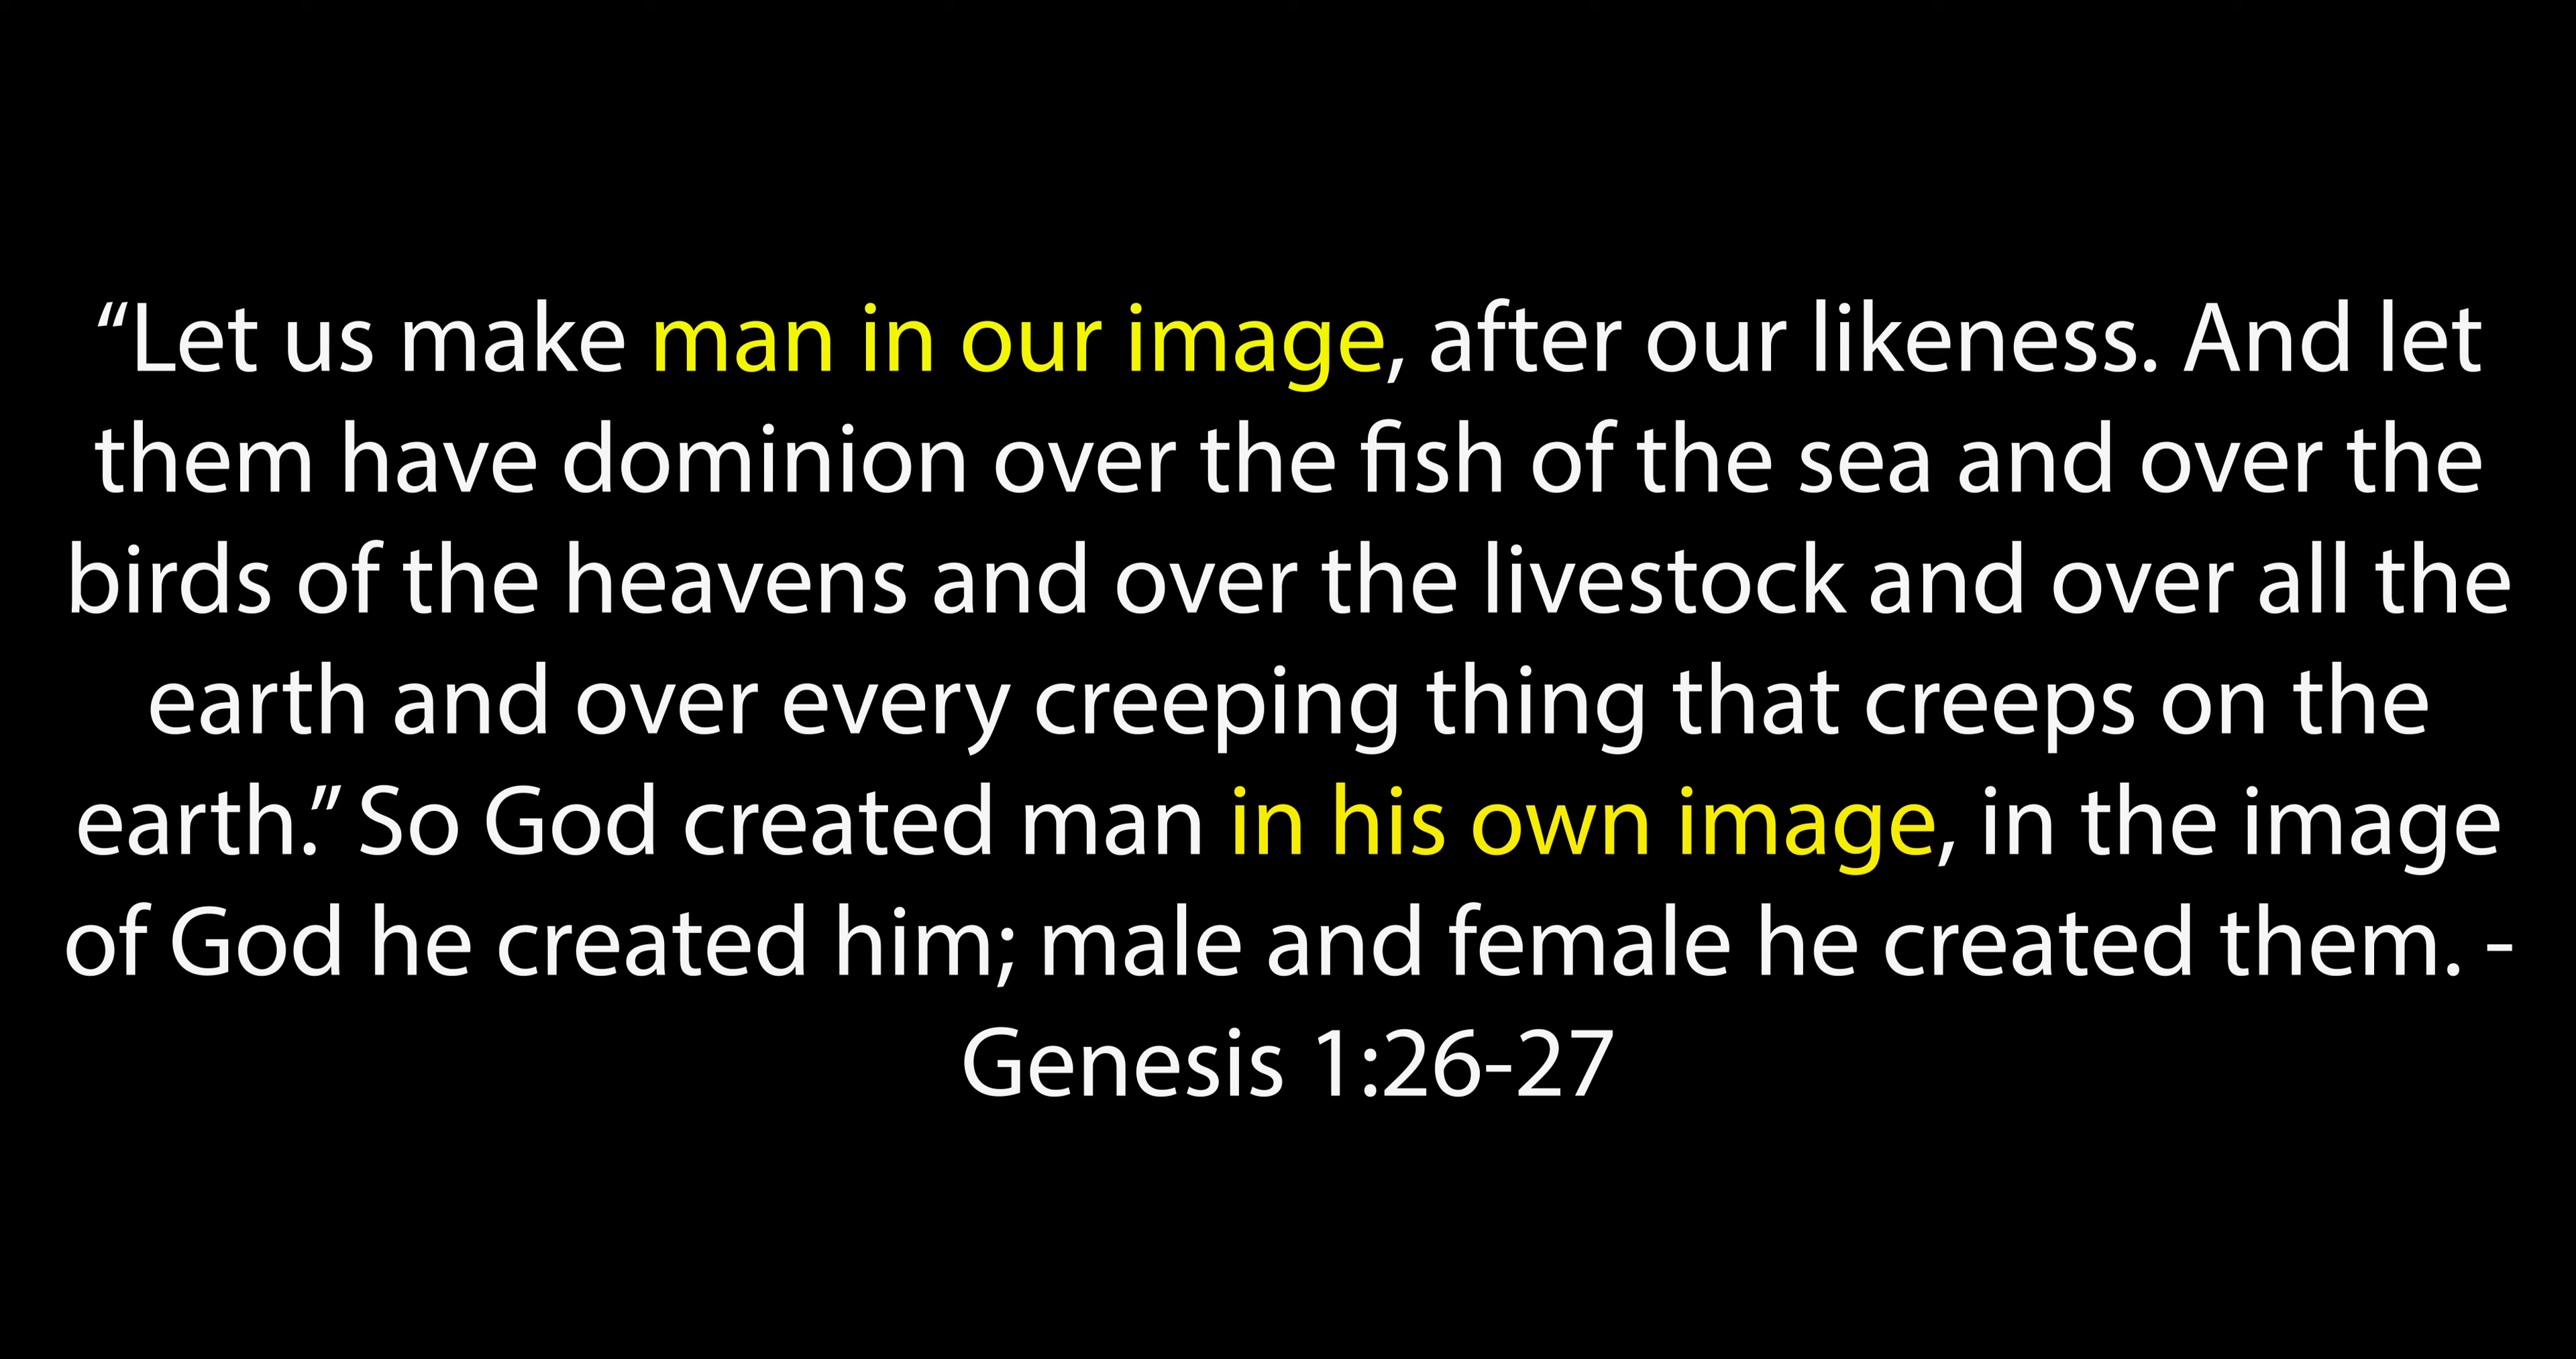 “Let us make man in our image, after our likeness. And let
them have dominion over the fish of the sea and over the
birds of the heavens and over the livestock and over all the
earth and over every creeping thing that creeps on the
earth.” So God created man in his own image, in the image
of God he created him; male and female he created them. -
Genesis 1:26-27